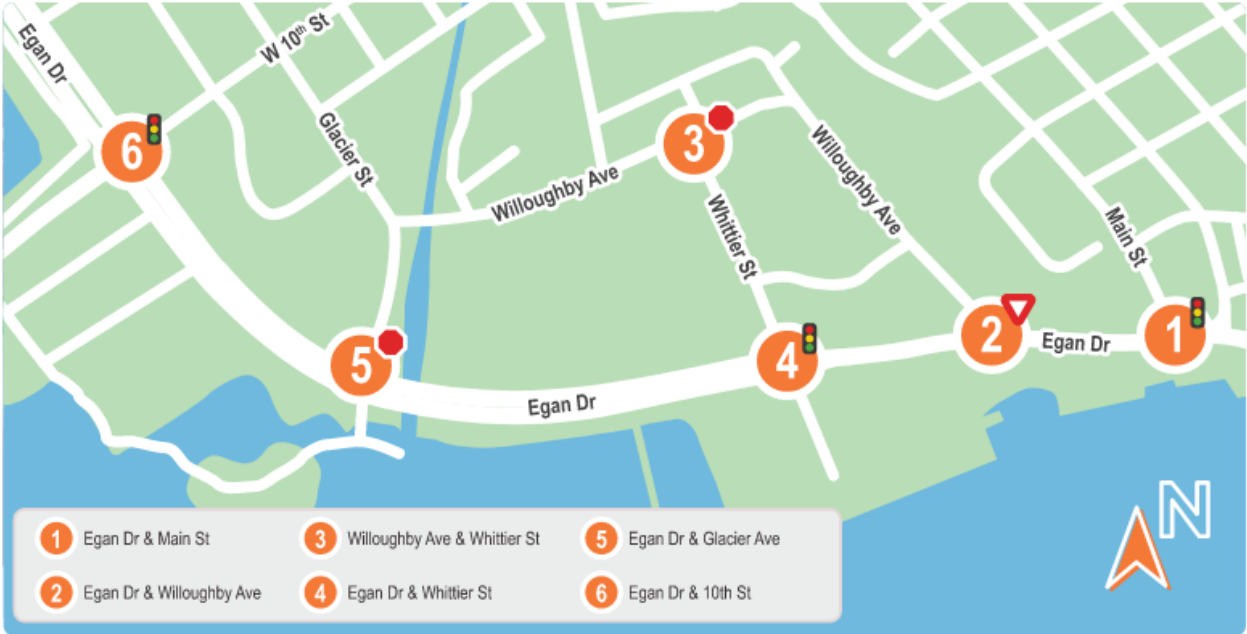 Egan Dr
W 10th St
6
Glacier St
3
Willoughby Ave
Willoughby Ave
Whittier St
Main St
5
4
2
Egan Dr
1
Egan Dr
N
1 Egan Dr & Main St
3 Willoughby Ave & Whittier St
5 Egan Dr & Glacier Ave
2 Egan Dr & Willoughby Ave
4 Egan Dr & Whittier St
6 Egan Dr & 10th St